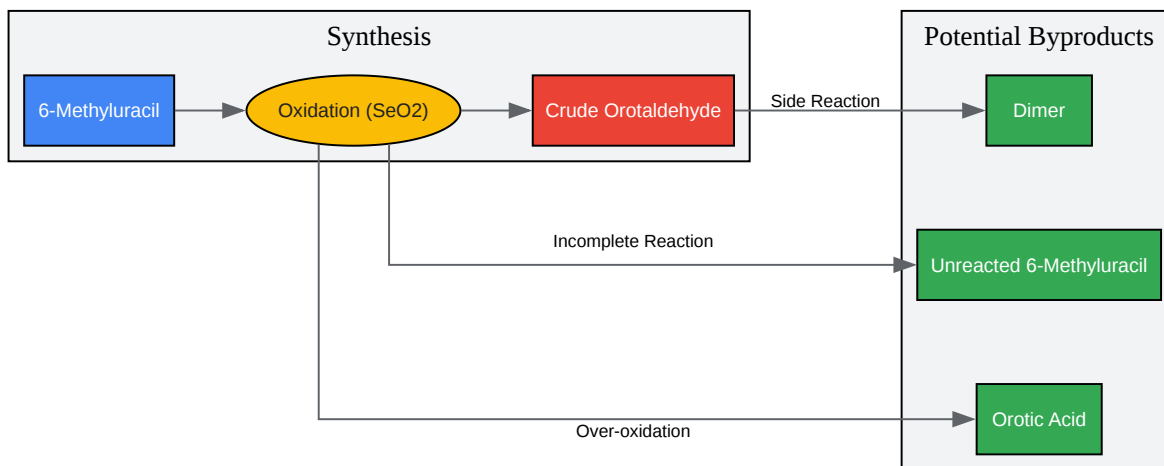 Synthesis
Potential Byproducts
6-Methyluracil
Oxidation (SeO2)
Crude Orotaldehyde
Side Reaction
Dimer
Incomplete Reaction
Unreacted 6-Methyluracil
Over-oxidation
Orotic Acid